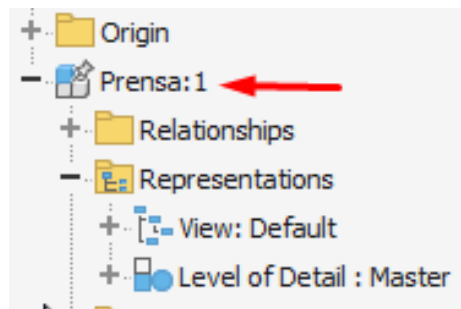 Origin
Prensa:1
Relationships
Representations
View: Default
Level of Detail : Master